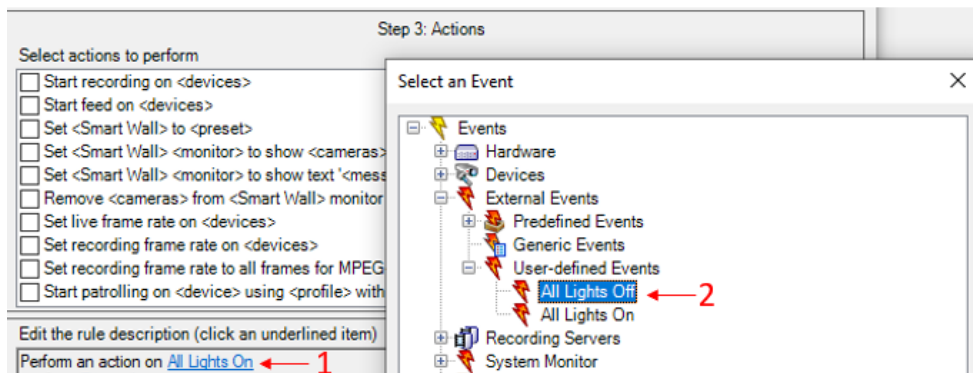 Step 3: Actions
Select actions to perform
Start recording on <devices>
Start feed on <devices>
Set <Smart Wall> to <preset>
Set <Smart Wall> <monitor> to show <cameras>
Set <Smart Wall> <monitor> to show text '<mess
Remove <cameras> from <Smart Wall> monitor
Set live frame rate on <devices>
Set recording frame rate on <devices>
Set recording frame rate to all frames for MPEG
Start patrolling on <device> using <profile> with
Edit the rule description (click an underlined item)
Perform an action on All Lights On 1
Select an Event
Events
Hardware
Devices
External Events
Predefined Events
Generic Events
User-defined Events
All Lights Off 2
All Lights On
Recording Servers
System Monitor